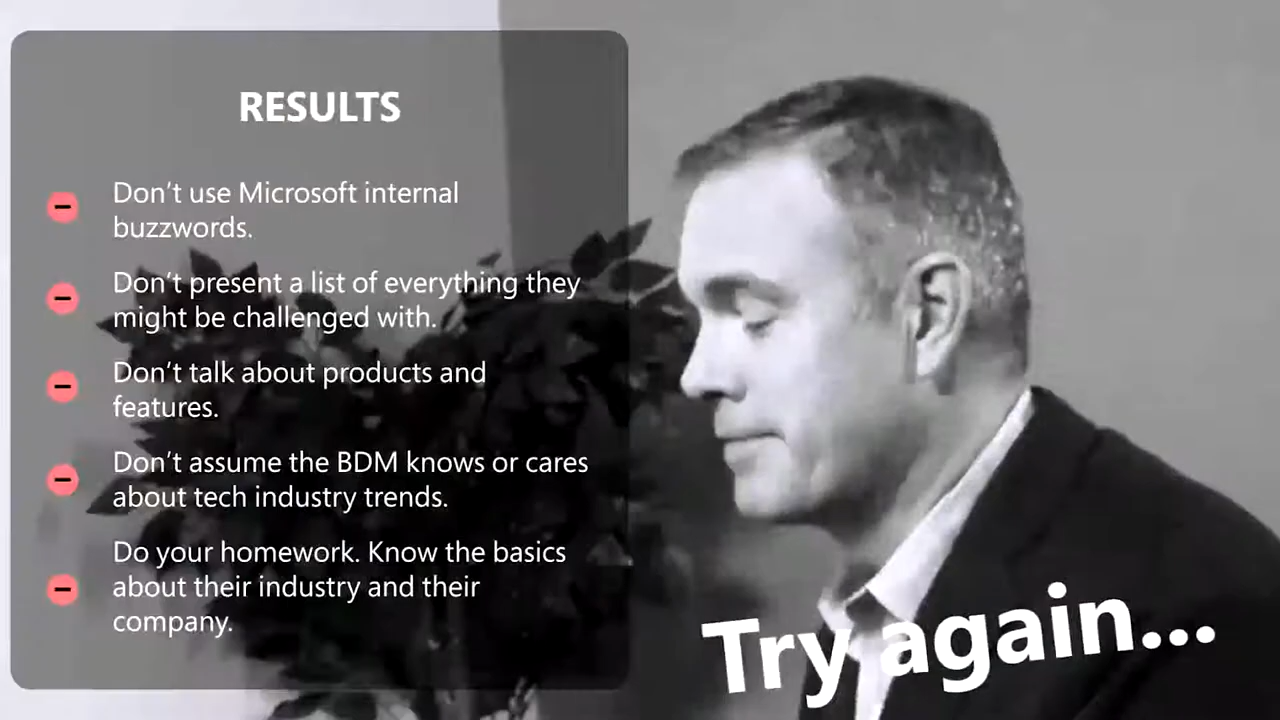 RESULTS
Don’t use Microsoft internal
buzzwords.
Don’t present a list of everything they
might be challenged with.
Don’t talk about products and
features.
Don’t assume the BDM knows or cares
about tech industry trends.
Do your homework. Know the basics
about their industry and their
company.
Try again...